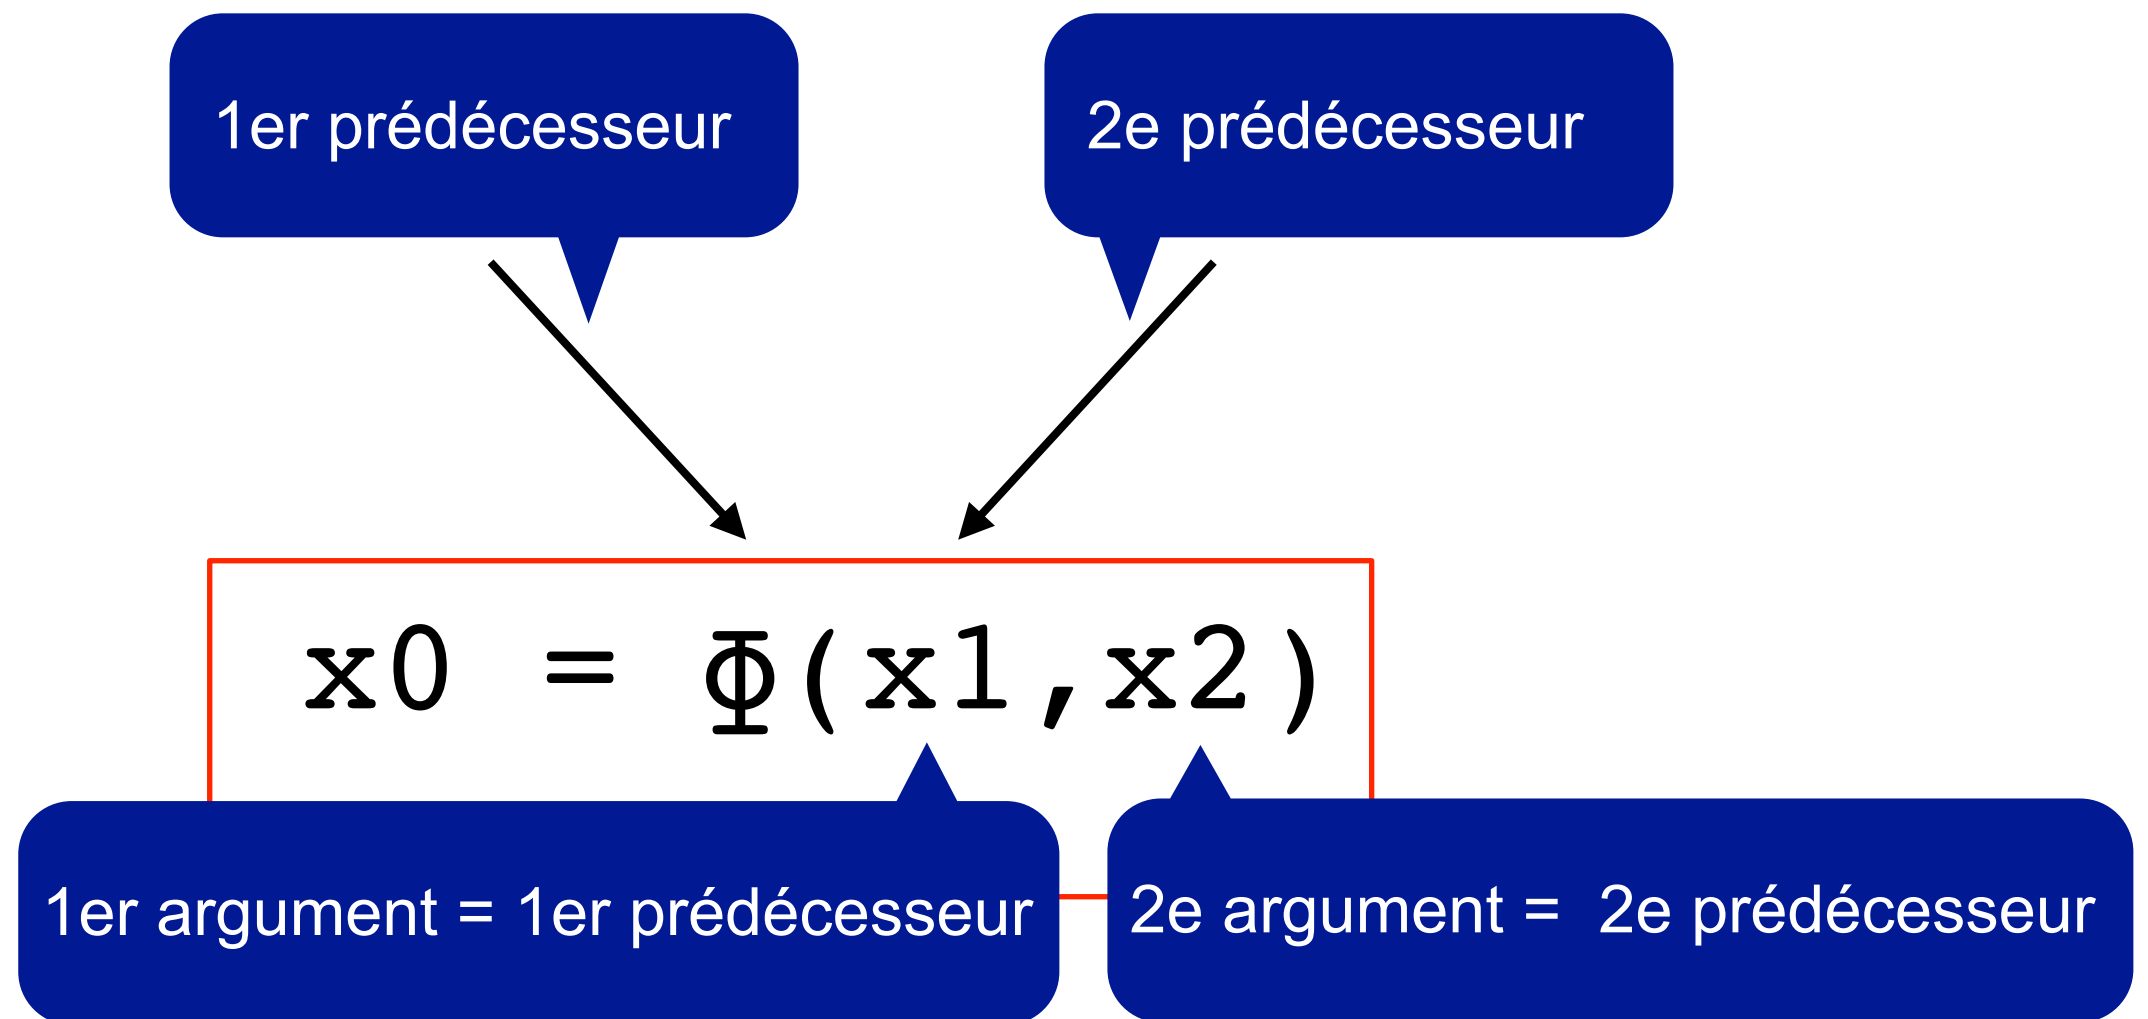 1er prédécesseur
2e prédécesseur
x0 = Φ(x1,x2)
1er argument = 1er prédécesseur
2e argument =  2e prédécesseur